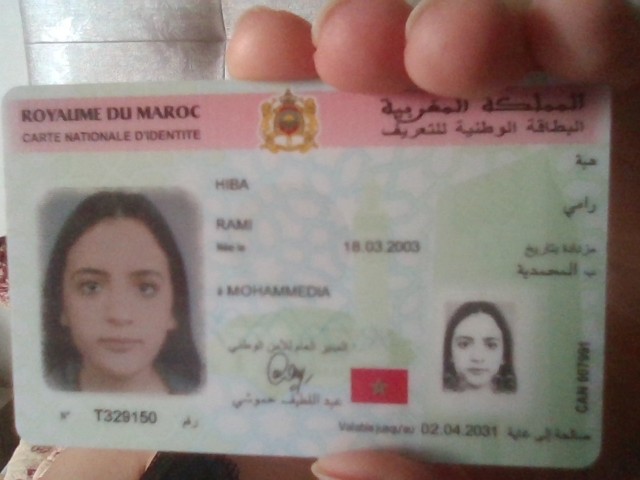 ROYAUME DU MAROC
المملكة المغربية
CARTE NATIONALE D'IDENTITE
البطاقة الوطنية للتعريف
HIBA
هبة
RAMI
رامي
Née le 18.03.2003 مزدادة بتاريخ
à MOHAMMEDIA
ب المحمدية
المدير العام للأمن الوطني
عبد اللطيف حموشي
N° T329150 رقم
Valable jusqu'au 02.04.2031 صالحة إلى غاية
CAN